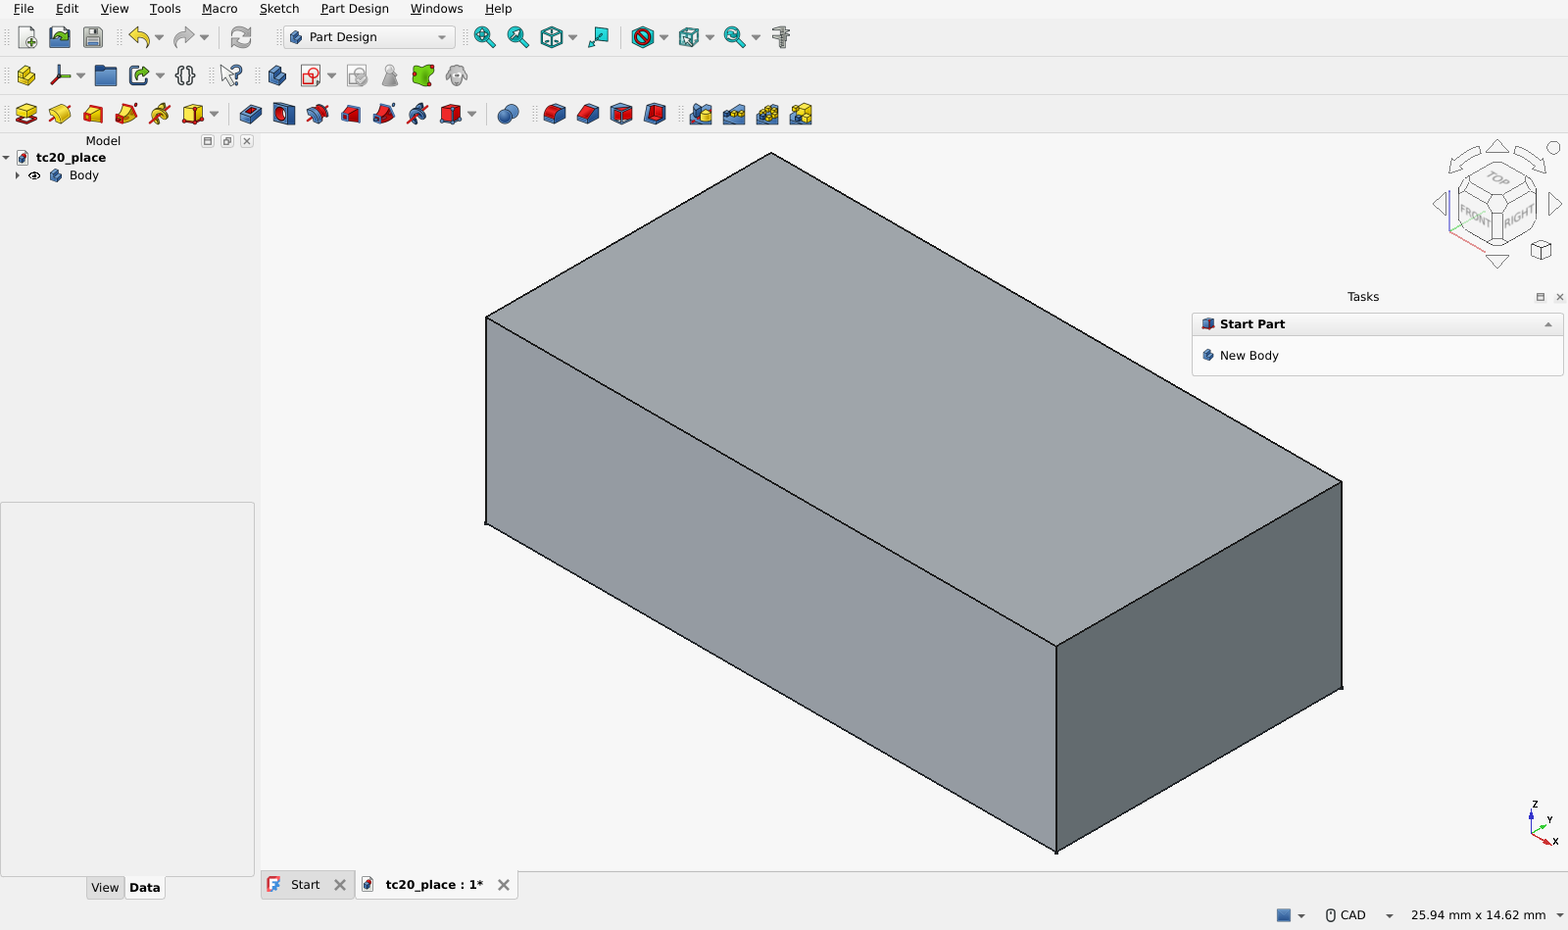 File Edit View Tools Macro Sketch Part Design Windows Help
Part Design
Model
tc20_place
Body
TOP
FRONT
RIGHT
Tasks
Start Part
New Body
Z
Y
X
View Data
Start tc20_place : 1*
CAD 25.94 mm x 14.62 mm